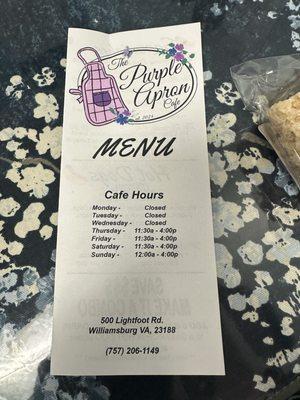 The
Purple
Apron
Cafe
est. 2024
MENU
Cafe Hours
Monday - Closed
Tuesday - Closed
Wednesday - Closed
Thursday - 11:30a - 4:00p
Friday - 11:30a - 4:00p
Saturday - 11:30a - 4:00p
Sunday - 12:00a - 4:00p
500 Lightfoot Rd.
Williamsburg VA, 23188
(757) 206-1149